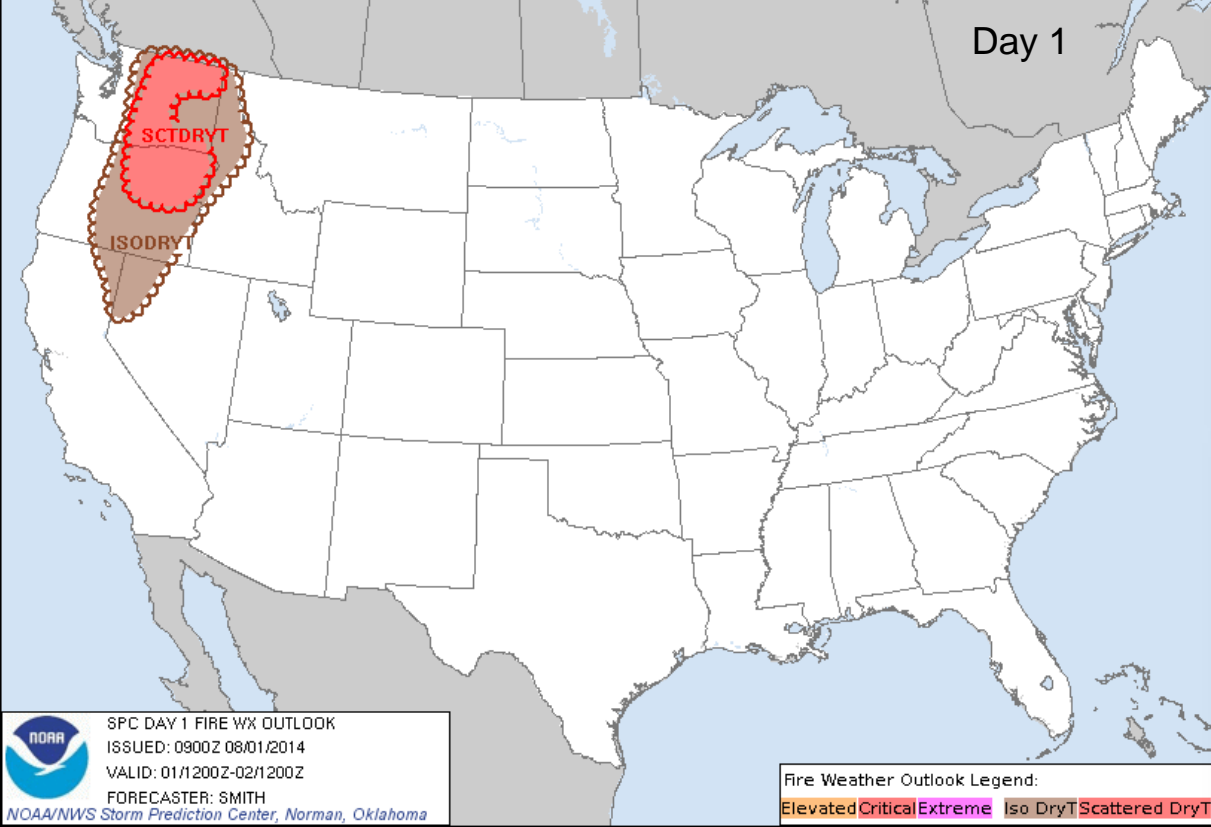 Day 1
SCTDRYT
ISODRYT
NOAA
SPC DAY 1 FIRE WX OUTLOOK
ISSUED: 0900Z 08/01/2014
VALID: 01/1200Z-02/1200Z
FORECASTER: SMITH
NOAA/NWS Storm Prediction Center, Norman, Oklahoma
Fire Weather Outlook Legend:
Elevated Critical Extreme Iso DryT Scattered DryT